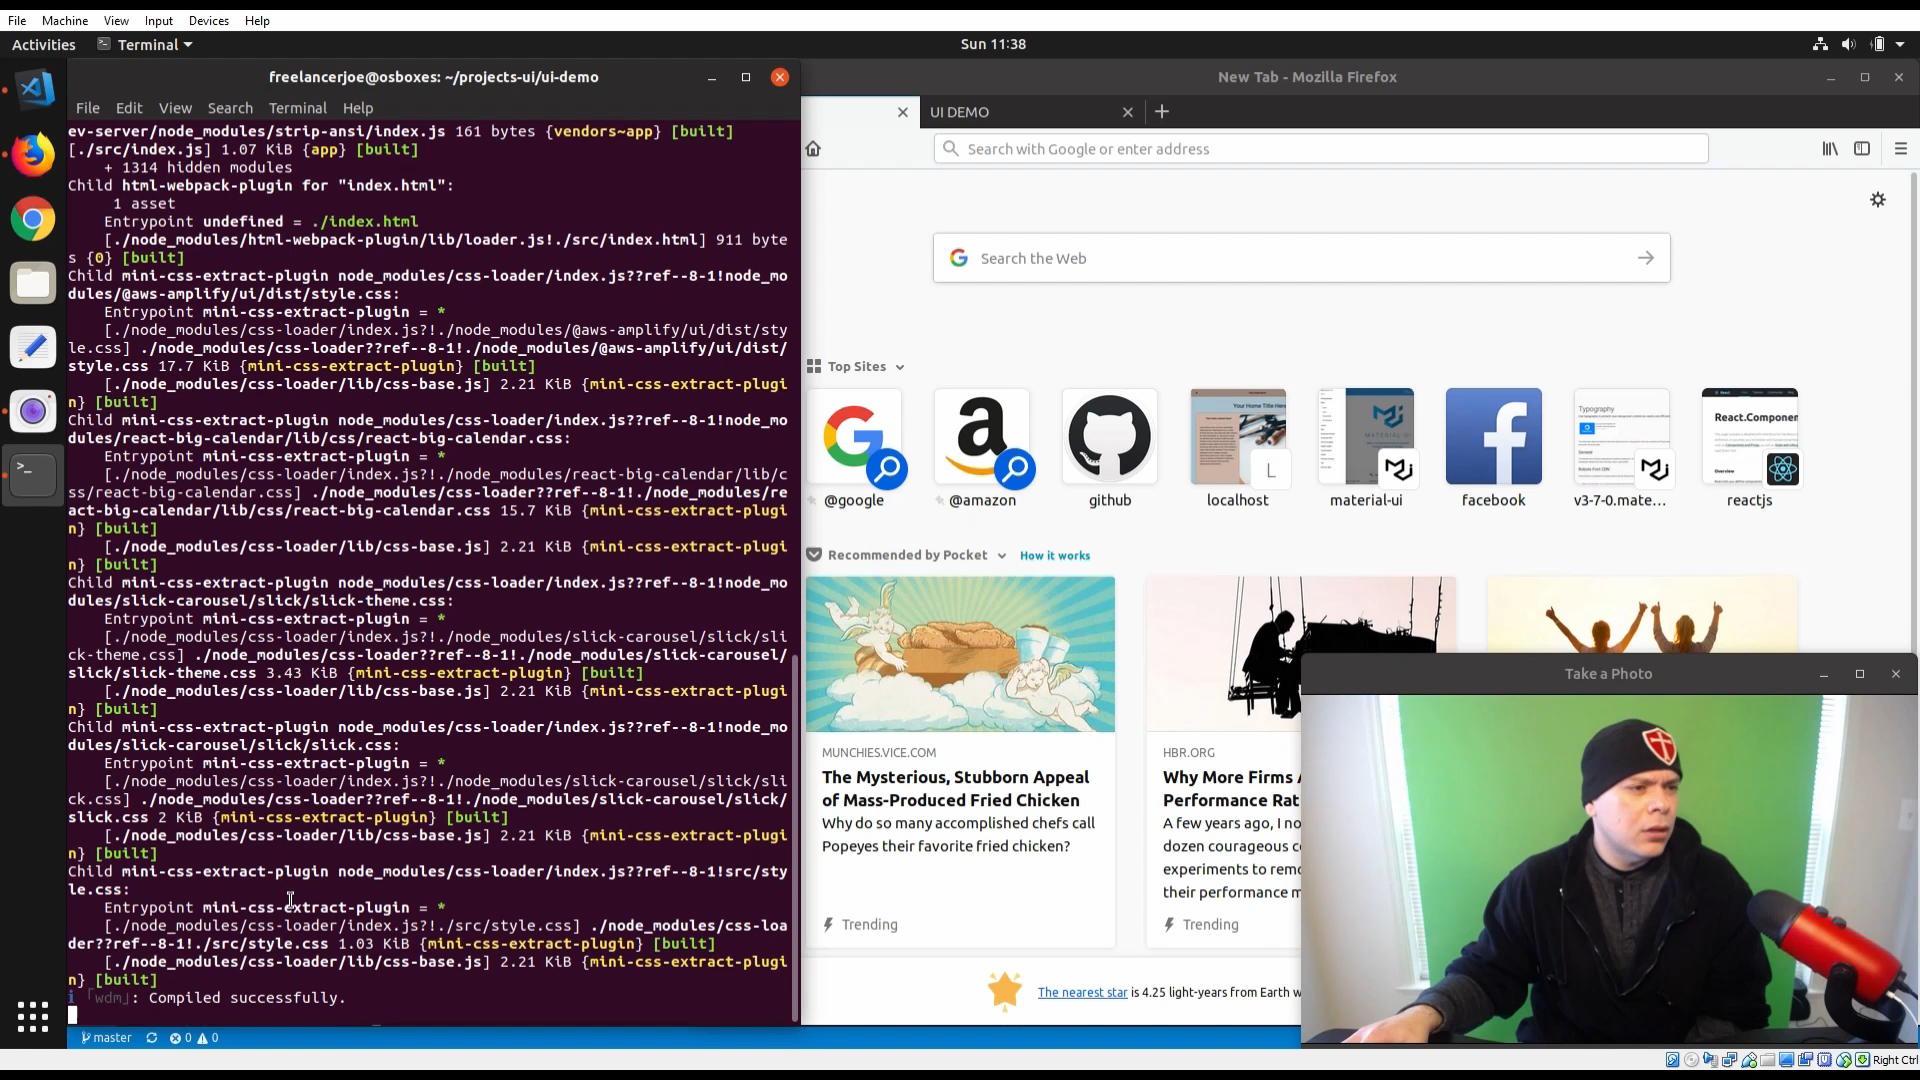 File Machine View Input Devices Help
Activities Terminal Sun 11:38
freelancerjoe@osboxes: ~/projects-ui/ui-demo
File Edit View Search Terminal Help
ev-server/node_modules/strip-ansi/index.js 161 bytes {vendors~app} [built]
[./src/index.js] 1.07 KiB {app} [built]
+ 1314 hidden modules
Child html-webpack-plugin for "index.html":
1 asset
Entrypoint undefined = ./index.html
[./node_modules/html-webpack-plugin/lib/loader.js!./src/index.html] 911 byte
s {0} [built]
Child mini-css-extract-plugin node_modules/css-loader/index.js??ref--8-1!node_mo
dules/@aws-amplify/ui/dist/style.css:
Entrypoint mini-css-extract-plugin = *
[./node_modules/css-loader/index.js?!./node_modules/@aws-amplify/ui/dist/sty
le.css] ./node_modules/css-loader??ref--8-1!./node_modules/@aws-amplify/ui/dist/
style.css 17.7 KiB {mini-css-extract-plugin} [built]
[./node_modules/css-loader/lib/css-base.js] 2.21 KiB {mini-css-extract-plugi
n} [built]
Child mini-css-extract-plugin node_modules/css-loader/index.js??ref--8-1!node_mo
dules/react-big-calendar/lib/css/react-big-calendar.css:
Entrypoint mini-css-extract-plugin = *
[./node_modules/css-loader/index.js?!./node_modules/react-big-calendar/lib/c
ss/react-big-calendar.css] ./node_modules/css-loader??ref--8-1!./node_modules/re
act-big-calendar/lib/css/react-big-calendar.css 15.7 KiB {mini-css-extract-plugi
n} [built]
[./node_modules/css-loader/lib/css-base.js] 2.21 KiB {mini-css-extract-plugi
n} [built]
Child mini-css-extract-plugin node_modules/css-loader/index.js??ref--8-1!node_mo
dules/slick-carousel/slick/slick-theme.css:
Entrypoint mini-css-extract-plugin = *
[./node_modules/css-loader/index.js?!./node_modules/slick-carousel/slick/sli
ck-theme.css] ./node_modules/css-loader??ref--8-1!./node_modules/slick-carousel/
slick/slick-theme.css 3.43 KiB {mini-css-extract-plugin} [built]
[./node_modules/css-loader/lib/css-base.js] 2.21 KiB {mini-css-extract-plugi
n} [built]
Child mini-css-extract-plugin node_modules/css-loader/index.js??ref--8-1!node_mo
dules/slick-carousel/slick/slick.css:
Entrypoint mini-css-extract-plugin = *
[./node_modules/css-loader/index.js?!./node_modules/slick-carousel/slick/sli
ck.css] ./node_modules/css-loader??ref--8-1!./node_modules/slick-carousel/slick/
slick.css 2 KiB {mini-css-extract-plugin} [built]
[./node_modules/css-loader/lib/css-base.js] 2.21 KiB {mini-css-extract-plugi
n} [built]
Child mini-css-extract-plugin node_modules/css-loader/index.js??ref--8-1!src/sty
le.css:
Entrypoint mini-css-extract-plugin = *
[./node_modules/css-loader/index.js?!./src/style.css] ./node_modules/css-loa
der??ref--8-1!./src/style.css 1.03 KiB {mini-css-extract-plugin} [built]
[./node_modules/css-loader/lib/css-base.js] 2.21 KiB {mini-css-extract-plugi
n} [built]
i ｢wdm｣: Compiled successfully.
master 0 0
New Tab - Mozilla Firefox
UI DEMO
Search with Google or enter address
Search the Web
Top Sites
Your Home Title Here
MATERIAL-UI
Typography
React.Componen
L
@google @amazon github localhost material-ui facebook v3-7-0.mate... reactjs
Recommended by Pocket How it works
MUNCHIES.VICE.COM
The Mysterious, Stubborn Appeal
of Mass-Produced Fried Chicken
Why do so many accomplished chefs call
Popeyes their favorite fried chicken?
Trending
HBR.ORG
Why More Firms
Performance Rat
A few years ago, I no
dozen courageous c
experiments to remo
their performance m
Trending
The nearest star is 4.25 light-years from Earth w
Take a Photo
Right Ctrl